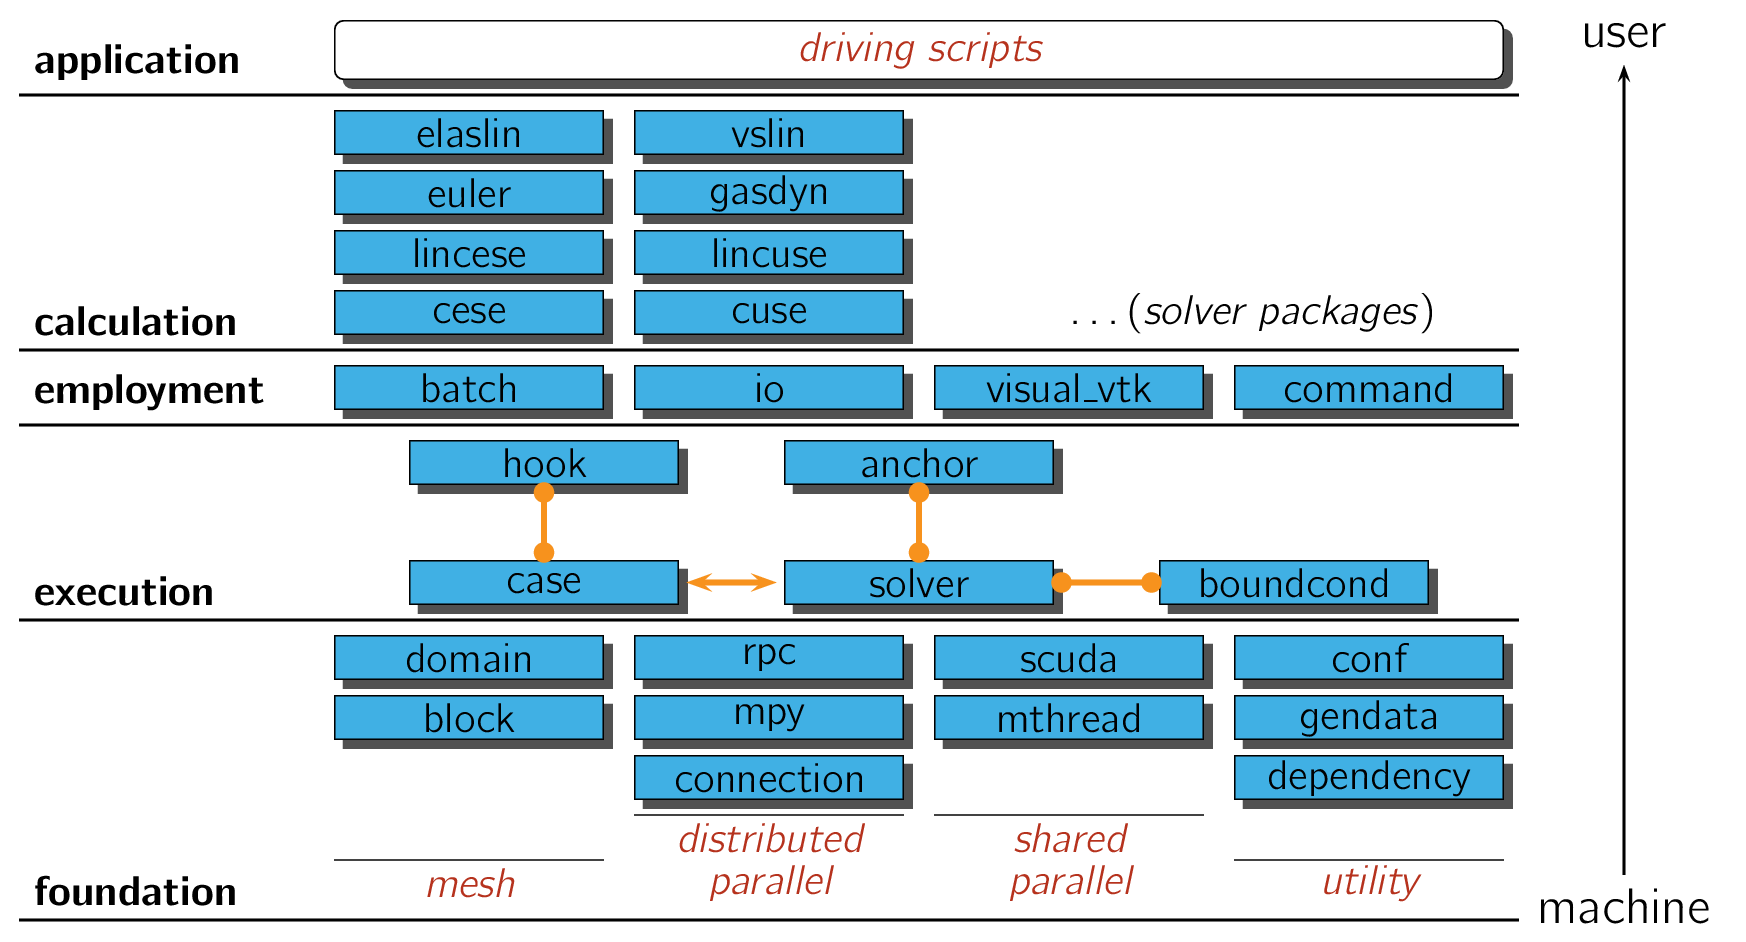 user
application
driving scripts
elaslin
vslin
euler
gasdyn
lincese
lincuse
calculation
cese
cuse
...(solver packages)
employment
batch
io
visual_vtk
command
hook
anchor
execution
case
solver
boundcond
domain
rpc
scuda
conf
block
mpy
mthread
gendata
connection
dependency
distributed
parallel
shared
parallel
foundation
mesh
utility
machine